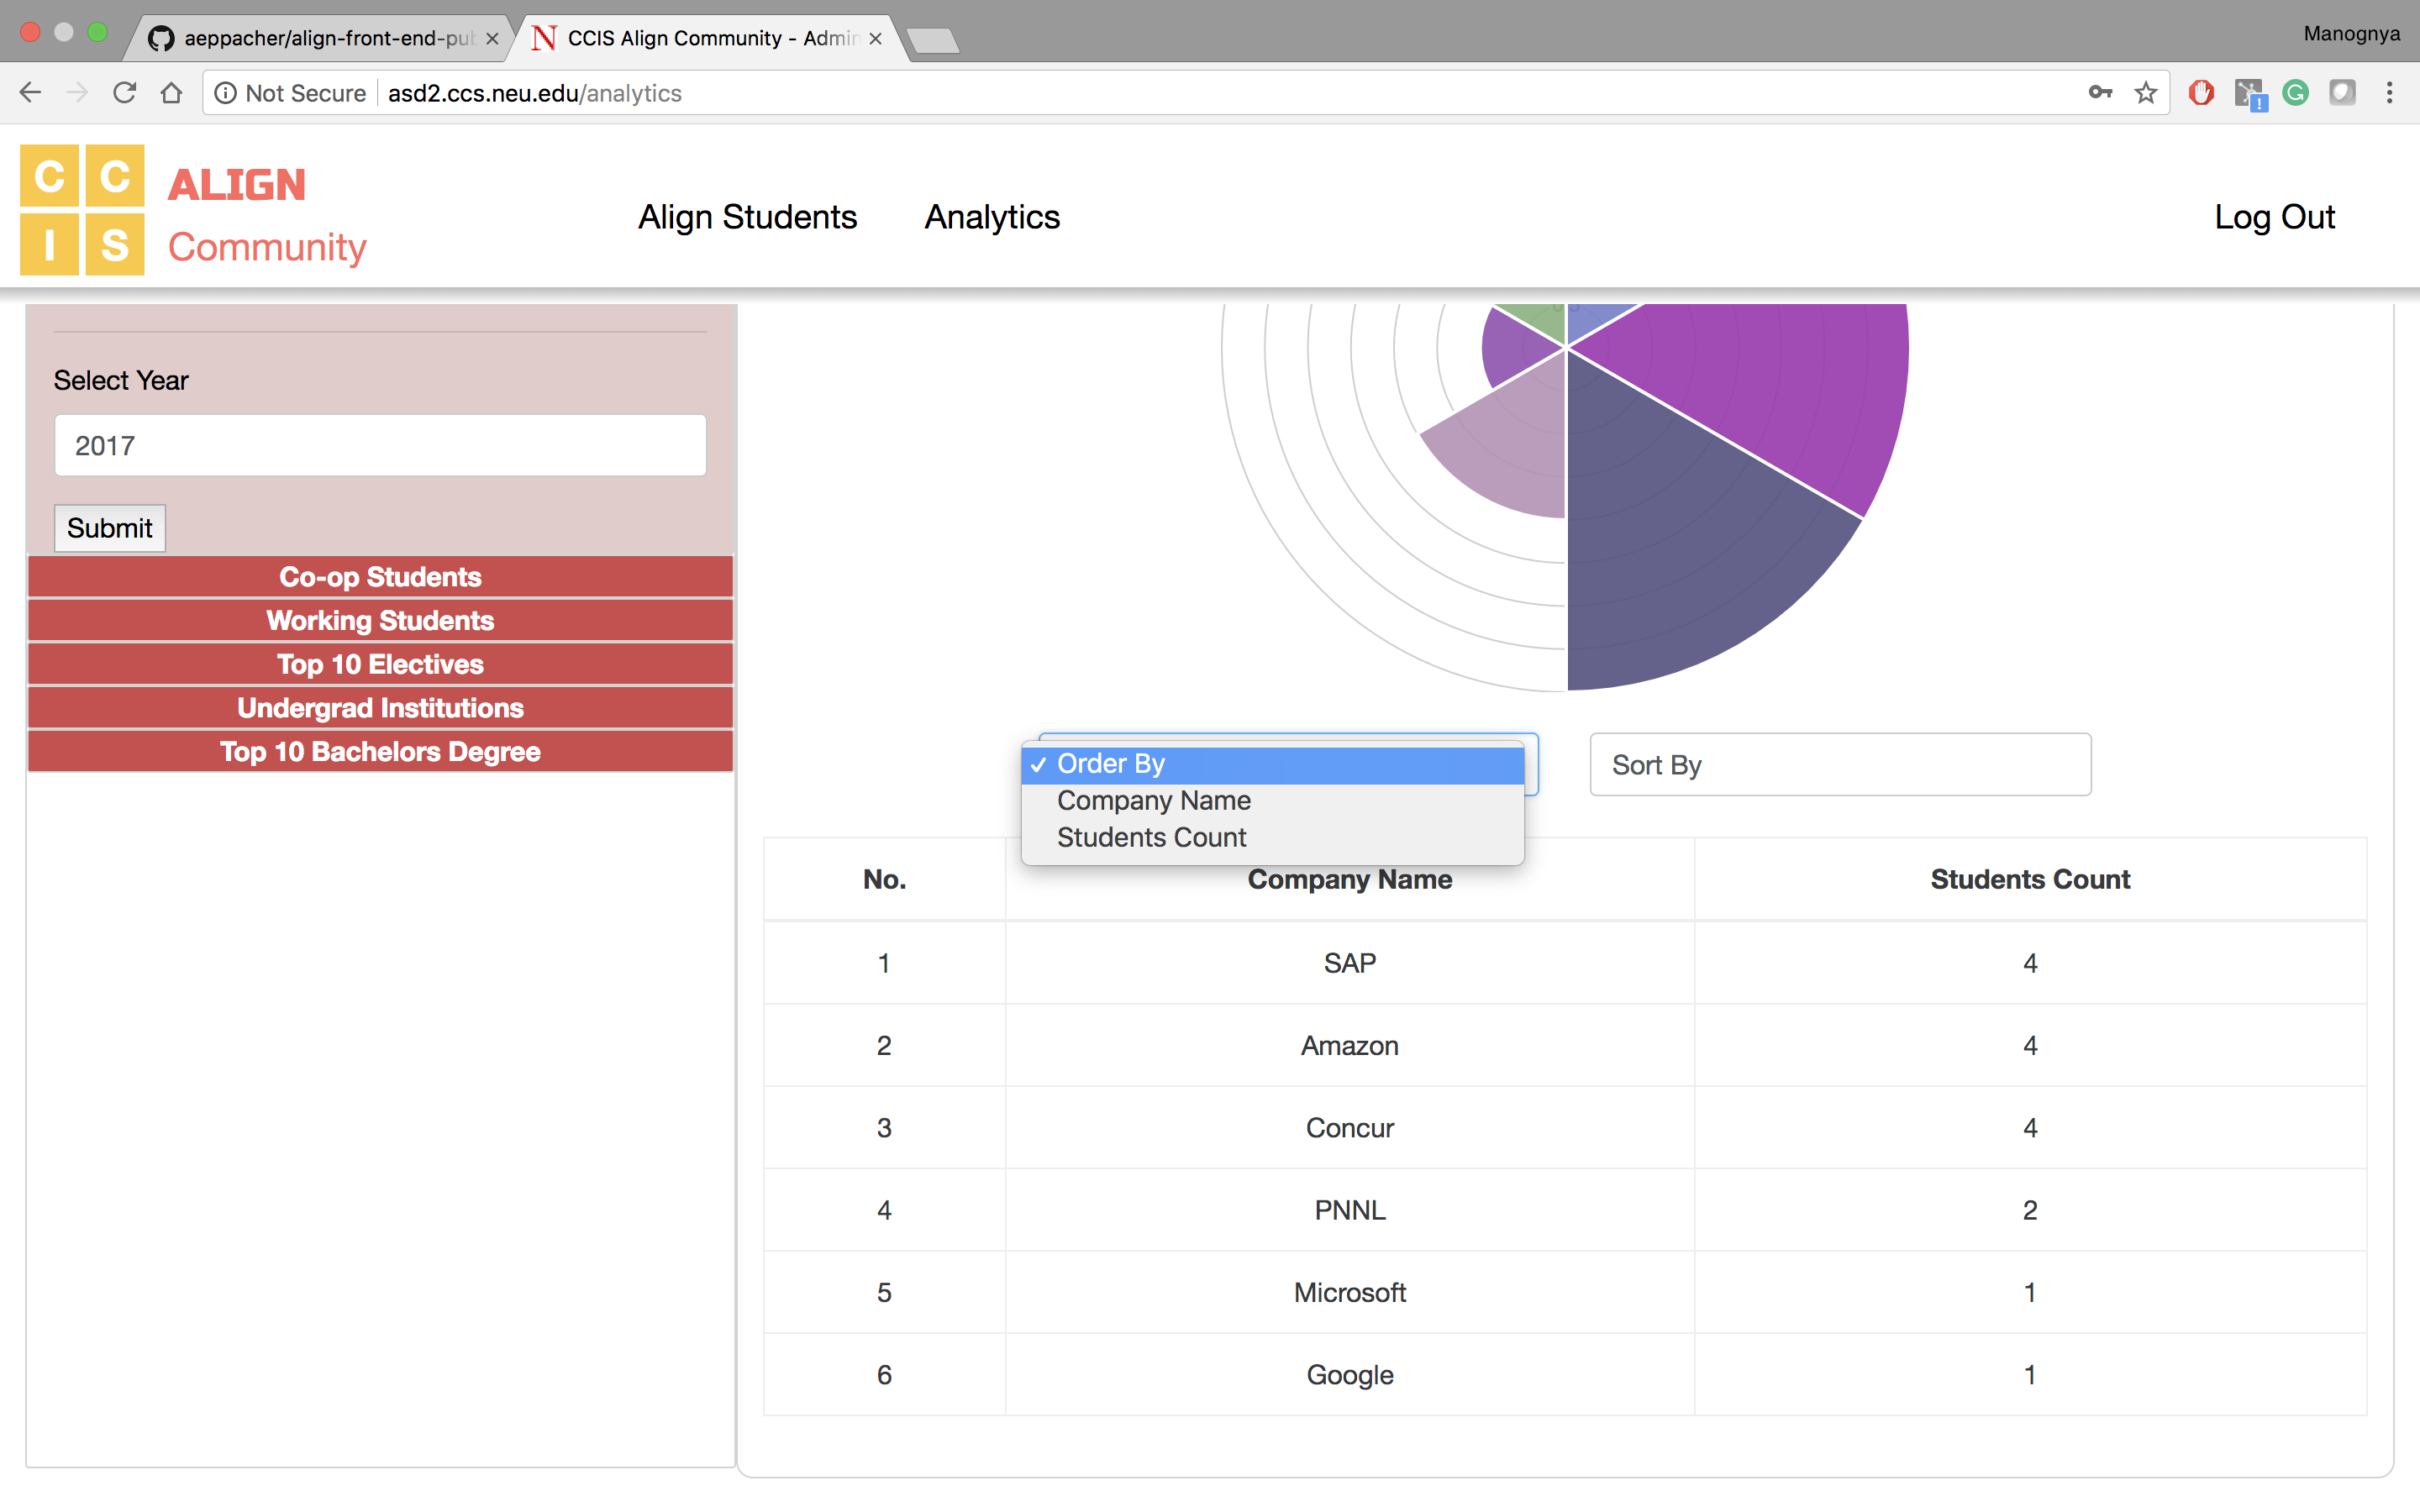 Manognya
aeppacher/align-front-end-pub
CCIS Align Community - Admin
Not Secure
asd2.ccs.neu.edu/analytics
C C
I S
ALIGN
Community
Align Students
Analytics
Log Out
Select Year
2017
Submit
Co-op Students
Working Students
Top 10 Electives
Undergrad Institutions
Top 10 Bachelors Degree
Order By
Company Name
Students Count
Sort By
No. Company Name Students Count
1 SAP 4
2 Amazon 4
3 Concur 4
4 PNNL 2
5 Microsoft 1
6 Google 1